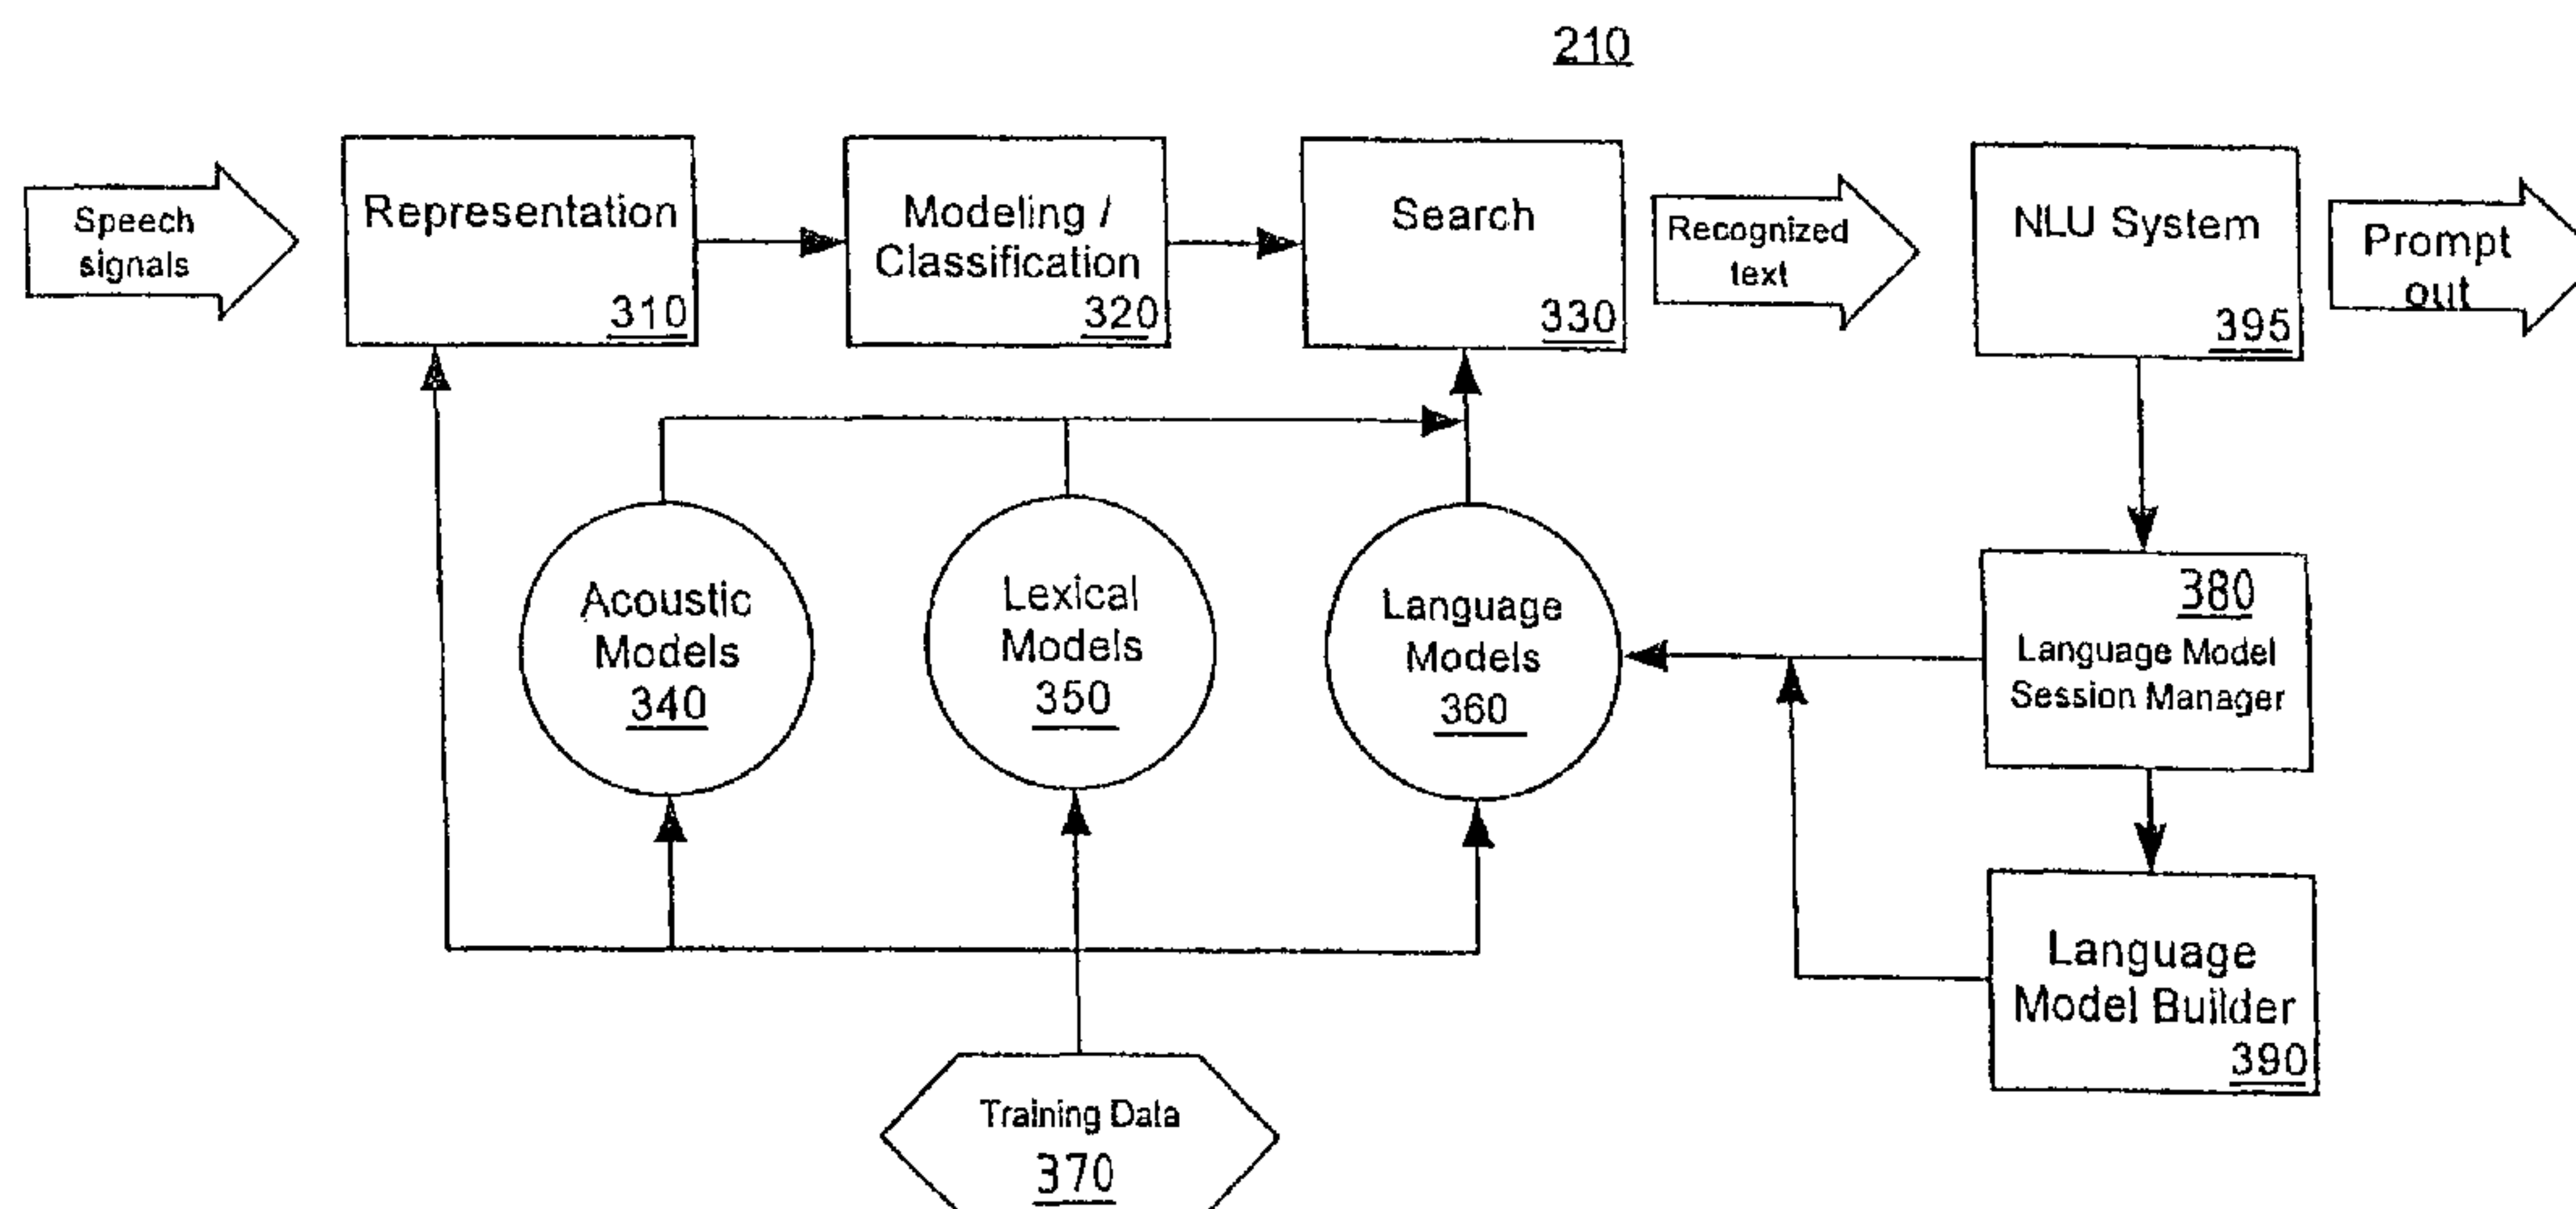 210
Speech
signals
Representation
310
Modeling /
Classification
320
Search
330
Recognized
text
NLU System
395
Prompt
out
Acoustic
Models
340
Lexical
Models
350
Language
Models
360
380
Language Model
Session Manager
Language
Model Builder
390
Training Data
370